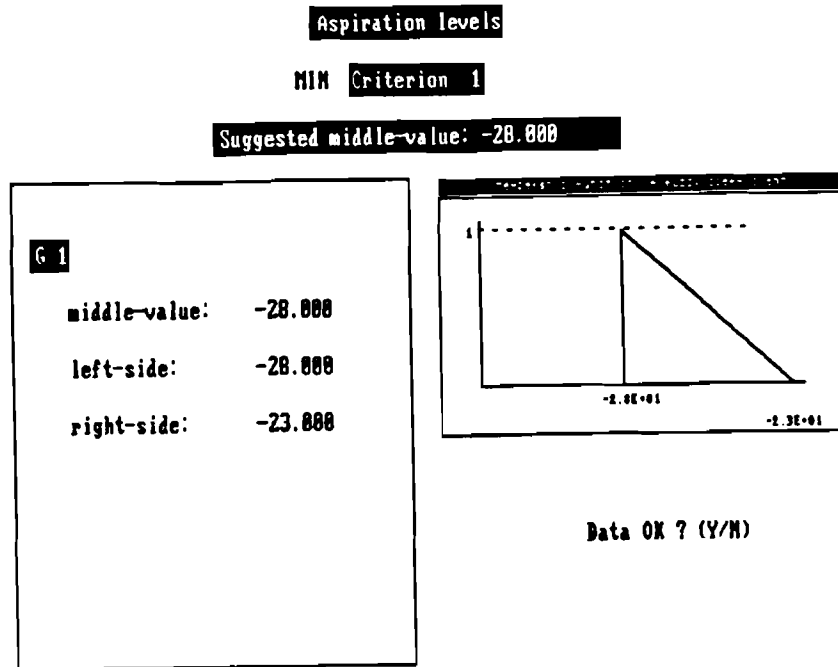 Aspiration levels
MIN Criterion 1
Suggested middle-value: -28.000
G 1
middle-value: -28.000
left-side: -28.000
right-side: -23.000
1
-2.8E+01
-2.3E+01
Data OK ? (Y/N)